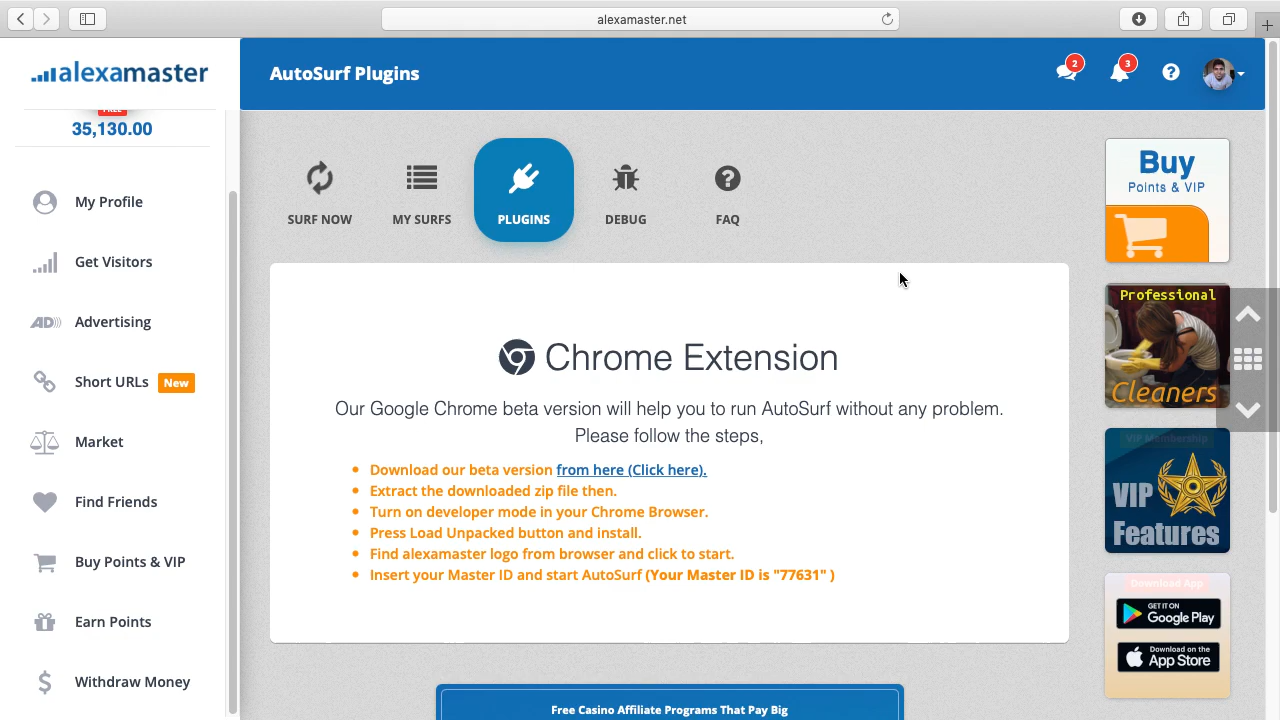 alexamaster.net
alexamaster
AutoSurf Plugins
2
3
FREE
35,130.00
My Profile
Get Visitors
AD
Advertising
Short URLs New
Market
Find Friends
Buy Points & VIP
Earn Points
Withdraw Money
SURF NOW
MY SURFS
PLUGINS
DEBUG
FAQ
Chrome Extension
Our Google Chrome beta version will help you to run AutoSurf without any problem.
Please follow the steps,
Download our beta version from here (Click here).
Extract the downloaded zip file then.
Turn on developer mode in your Chrome Browser.
Press Load Unpacked button and install.
Find alexamaster logo from browser and click to start.
Insert your Master ID and start AutoSurf (Your Master ID is "77631" )
Free Casino Affiliate Programs That Pay Big
Buy
Points & VIP
Professional
Cleaners
VIP Membership
VIP
Features
Download App
GET IT ON
Google Play
Download on the
App Store